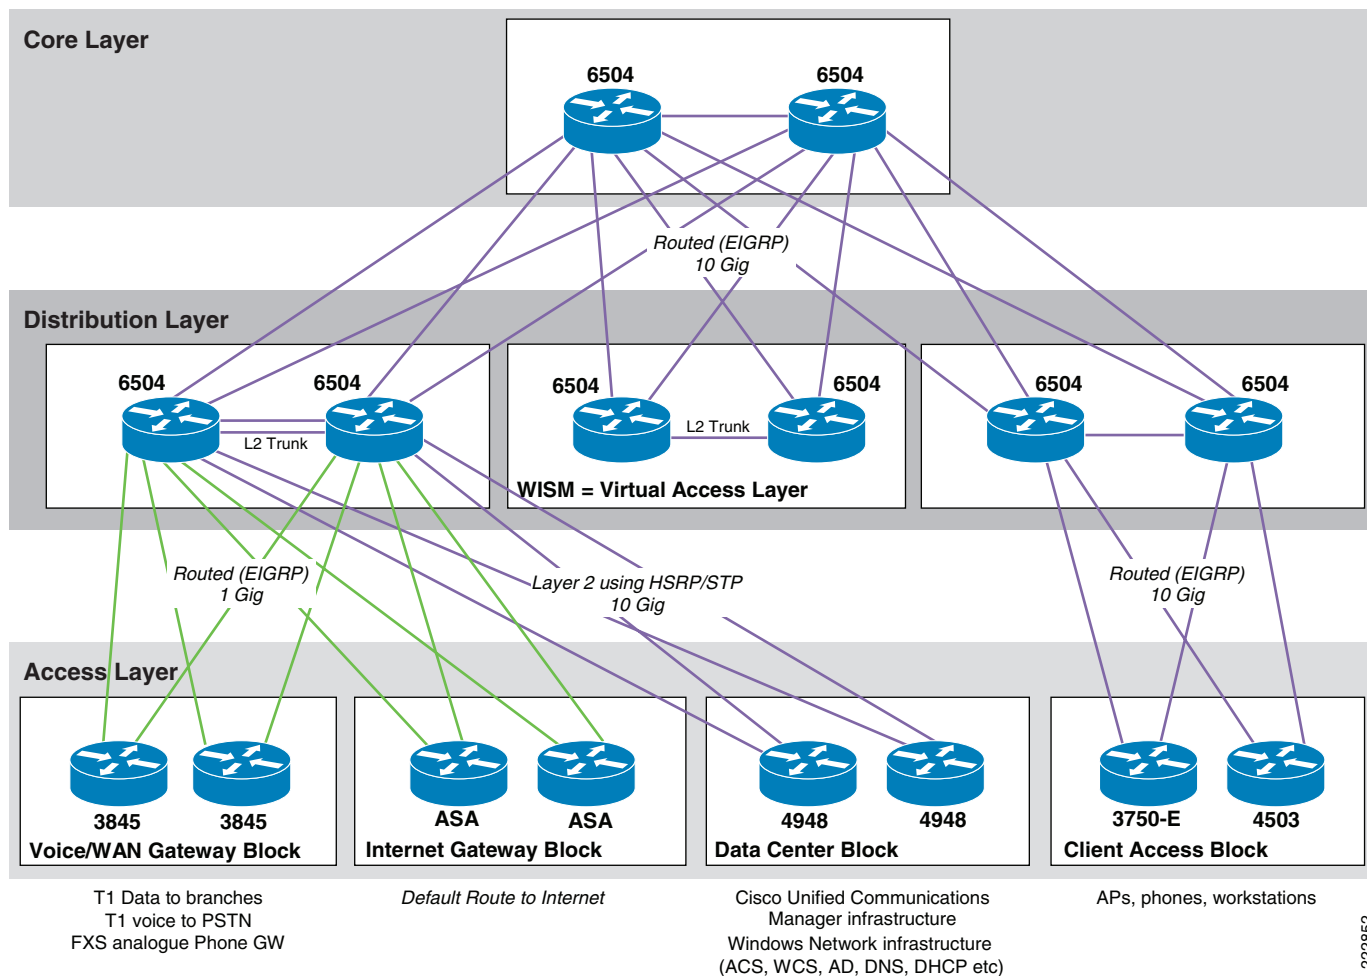 Core Layer
6504
6504
Routed (EIGRP)
10 Gig
Distribution Layer
6504
6504
L2 Trunk
6504
6504
L2 Trunk
WISM = Virtual Access Layer
6504
6504
Routed (EIGRP)
1 Gig
Layer 2 using HSRP/STP
10 Gig
Routed (EIGRP)
10 Gig
Access Layer
3845
3845
Voice/WAN Gateway Block
ASA
ASA
Internet Gateway Block
4948
4948
Data Center Block
3750-E
4503
Client Access Block
T1 Data to branches
T1 voice to PSTN
FXS analogue Phone GW
Default Route to Internet
Cisco Unified Communications
Manager infrastructure
Windows Network infrastructure
(ACS, WCS, AD, DNS, DHCP etc)
APs, phones, workstations